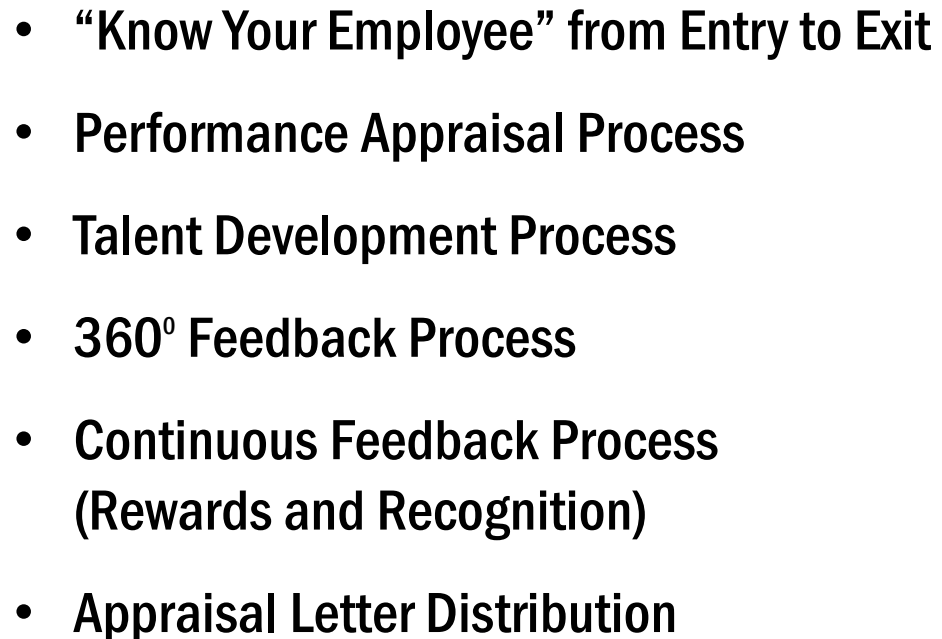 • “Know Your Employee” from Entry to Exit
• Performance Appraisal Process
• Talent Development Process
• 360⁰ Feedback Process
• Continuous Feedback Process
(Rewards and Recognition)
• Appraisal Letter Distribution